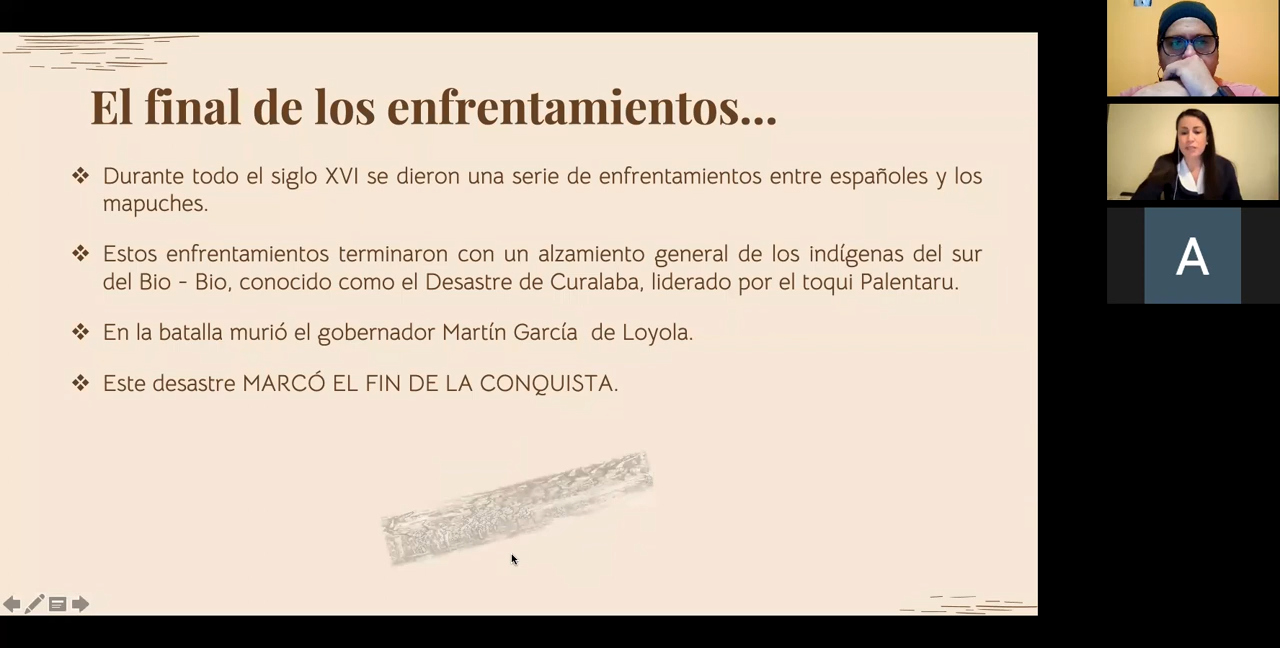 El final de los enfrentamientos...
❖ Durante todo el siglo XVI se dieron una serie de enfrentamientos entre españoles y los
mapuches.
❖ Estos enfrentamientos terminaron con un alzamiento general de los indígenas del sur
del Bio - Bio, conocido como el Desastre de Curalaba, liderado por el toqui Palentaru.
❖ En la batalla murió el gobernador Martín García  de Loyola.
❖ Este desastre MARCÓ EL FIN DE LA CONQUISTA.
A